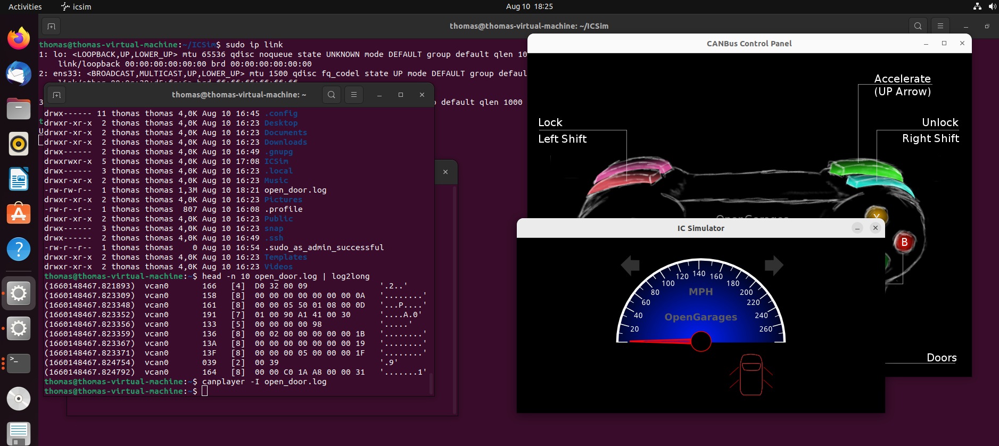 Activities
icsim
Aug 10 18:25
thomas@thomas-virtual-machine: ~/ICSim
thomas@thomas-virtual-machine:~/ICSim$ sudo ip link
1: lo: <LOOPBACK,UP,LOWER_UP> mtu 65536 qdisc noqueue state UNKNOWN mode DEFAULT group default qlen 10
link/loopback 00:00:00:00:00:00 brd 00:00:00:00:00:00
2: ens33: <BROADCAST,MULTICAST,UP,LOWER_UP> mtu 1500 qdisc fq_codel state UP mode DEFAULT group defaul
3
default qlen 1000
t
U
thomas@thomas-virtual-machine: ~
drwx------ 11 thomas thomas 4,0K Aug 10 16:45 .config
drwxr-xr-x 2 thomas thomas 4,0K Aug 10 16:23 Desktop
drwxr-xr-x 2 thomas thomas 4,0K Aug 10 16:23 Documents
drwxr-xr-x 2 thomas thomas 4,0K Aug 10 16:23 Downloads
drwx------ 2 thomas thomas 4,0K Aug 10 16:49 .gnupg
drwxrwxr-x 5 thomas thomas 4,0K Aug 10 17:08 ICSim
drwx------ 3 thomas thomas 4,0K Aug 10 16:23 .local
drwxr-xr-x 2 thomas thomas 4,0K Aug 10 16:23 Music
-rw-rw-r-- 1 thomas thomas 1,3M Aug 10 18:21 open_door.log
drwxr-xr-x 2 thomas thomas 4,0K Aug 10 16:23 Pictures
-rw-r--r-- 1 thomas thomas 807 Aug 10 16:08 .profile
drwxr-xr-x 2 thomas thomas 4,0K Aug 10 16:23 Public
drwx------ 3 thomas thomas 4,0K Aug 10 16:23 snap
drwx------ 2 thomas thomas 4,0K Aug 10 16:49 .ssh
-rw-r--r-- 1 thomas thomas 0 Aug 10 16:54 .sudo_as_admin_successful
drwxr-xr-x 2 thomas thomas 4,0K Aug 10 16:23 Templates
drwxr-xr-x 2 thomas thomas 4,0K Aug 10 16:23 Videos
thomas@thomas-virtual-machine:~$ head -n 10 open_door.log | log2long
(1660148467.821893) vcan0 166 [4] D0 32 00 09 '.2..'
(1660148467.823309) vcan0 158 [8] 00 00 00 00 00 00 00 0A '........'
(1660148467.823348) vcan0 161 [8] 00 00 05 50 01 08 00 0D '...P....'
(1660148467.823352) vcan0 191 [7] 01 00 90 A1 41 00 30 '....A.0'
(1660148467.823356) vcan0 133 [5] 00 00 00 00 98 '.....'
(1660148467.823359) vcan0 136 [8] 00 02 00 00 00 00 00 1B '........'
(1660148467.823367) vcan0 13A [8] 00 00 00 00 00 00 00 19 '........'
(1660148467.823371) vcan0 13F [8] 00 00 00 05 00 00 00 1F '........'
(1660148467.824754) vcan0 039 [2] 00 39 '.9'
(1660148467.824792) vcan0 164 [8] 00 00 C0 1A A8 00 00 31 '.......1'
thomas@thomas-virtual-machine:~$ canplayer -I open_door.log
thomas@thomas-virtual-machine:~$
CANBus Control Panel
Accelerate
(UP Arrow)
Lock
Left Shift
Unlock
Right Shift
Y
B
Doors
IC Simulator
20
40
60
80
100
120
140
160
180
200
220
240
260
MPH
OpenGarages